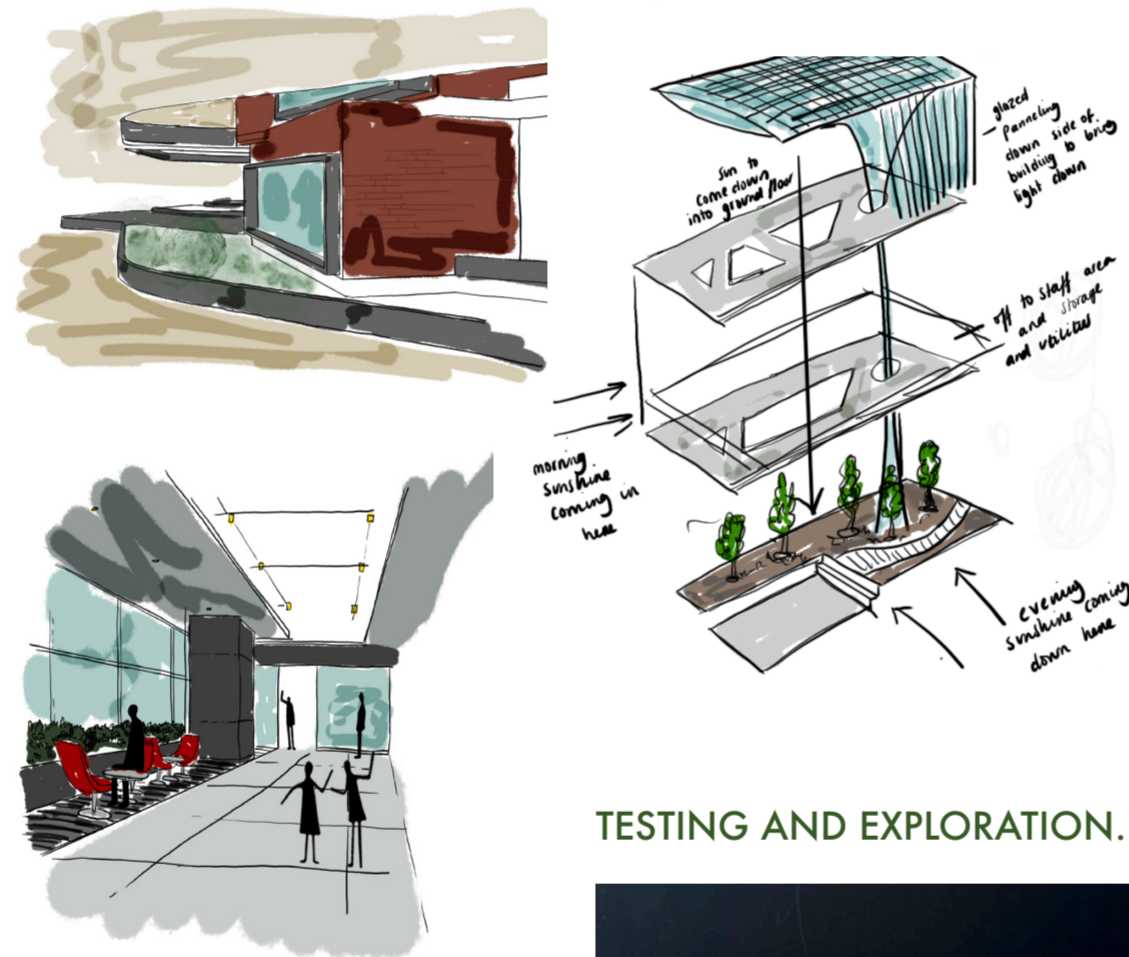 glazed
panneling
down side of
building to bring
light down
sun to
come down
into ground floor
off to staff area
and storage
and utilities
morning
sunshine
coming in
here
evening
sunshine coming
down here
TESTING AND EXPLORATION.